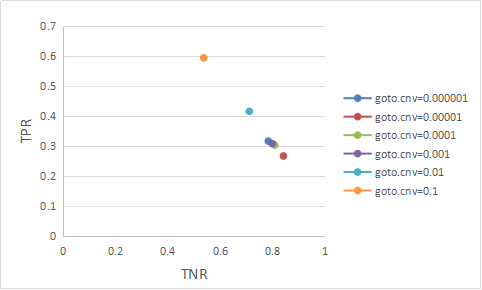 0.7
0.6
0.5
0.4
0.3
0.2
0.1
0
TPR
0 0.2 0.4 0.6 0.8 1
TNR
goto.cnv=0.000001
goto.cnv=0.00001
goto.cnv=0.0001
goto.cnv=0.001
goto.cnv=0.01
goto.cnv=0.1